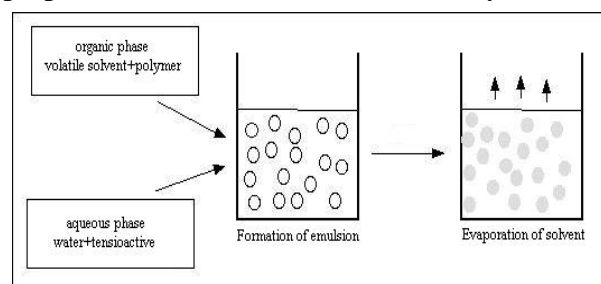 organic phase
volatile solvent+polymer
aqueous phase
water+tensioactive
Formation of emulsion
Evaporation of solvent